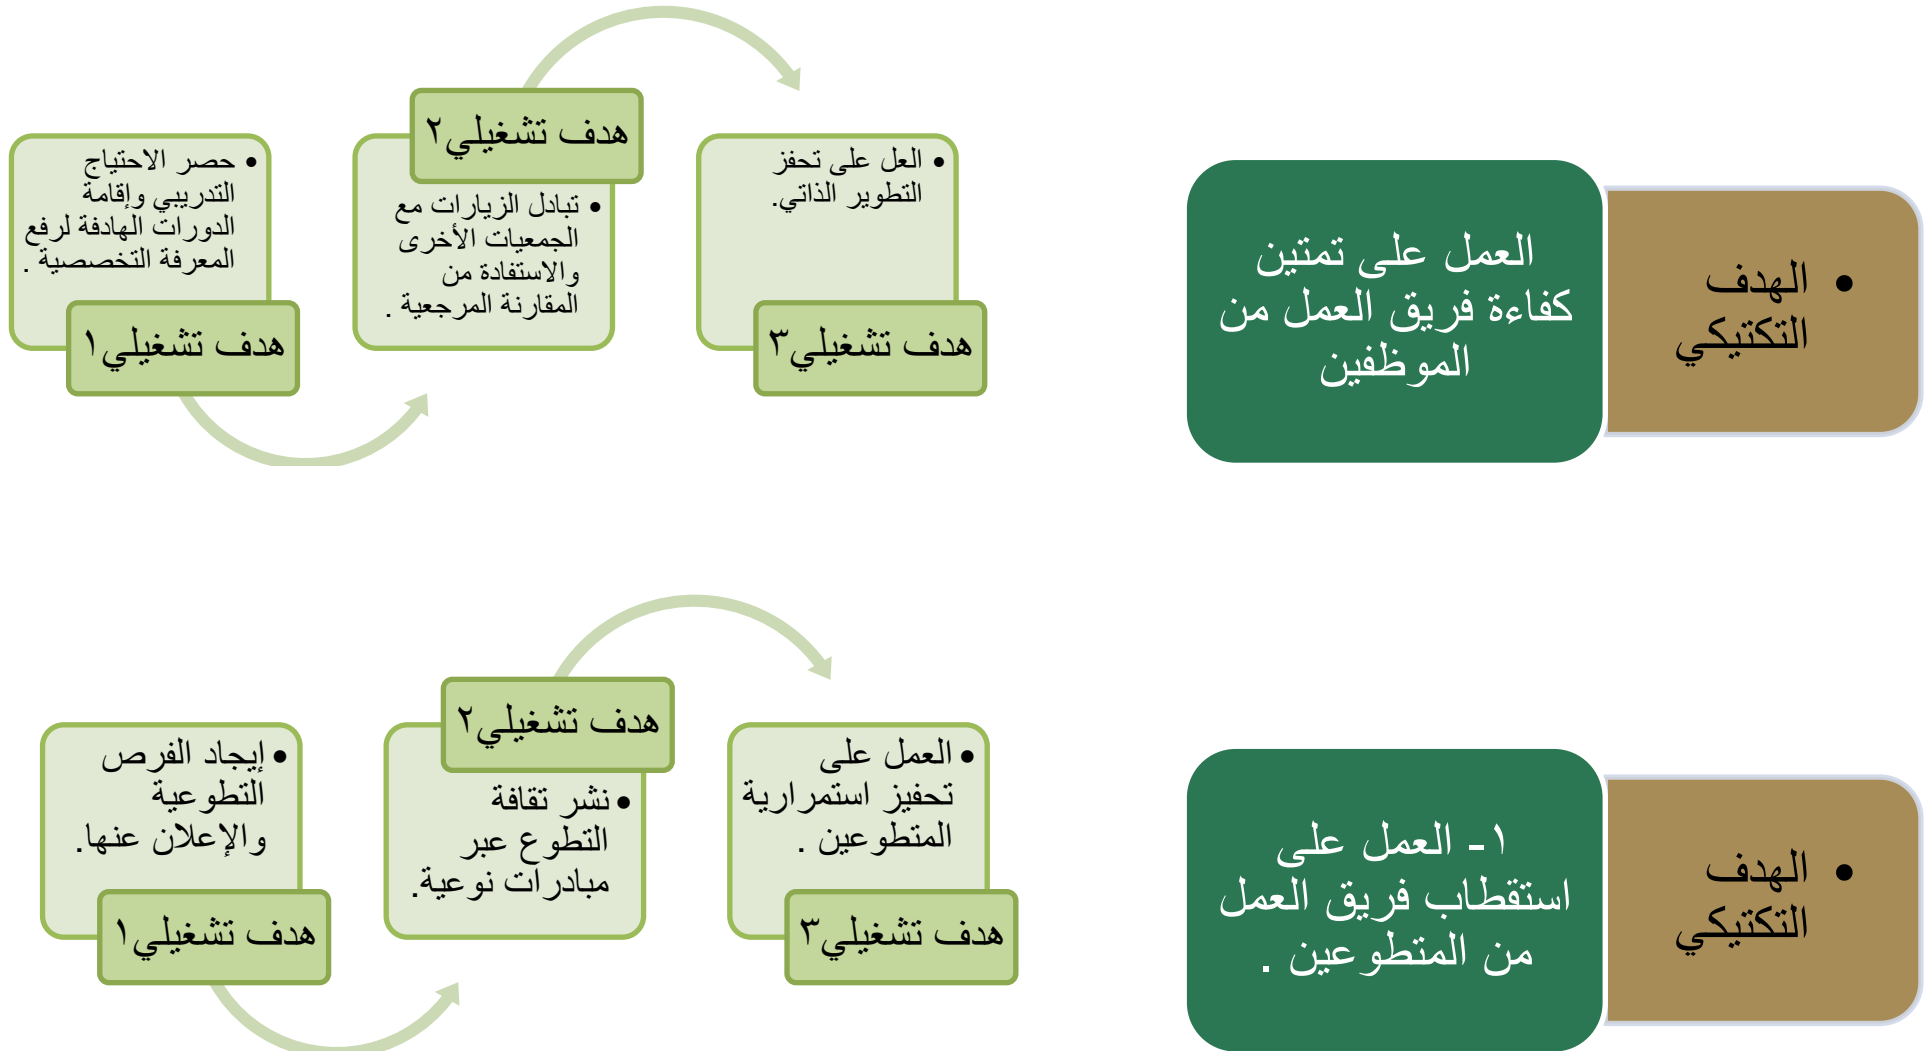 • الهدف
التكتيكي
العمل على تمتين
كفاءة فريق العمل من
الموظفين
• حصر الاحتياج
التدريبي وإقامة
الدورات الهادفة لرفع
المعرفة التخصصية .
هدف تشغيلي١
هدف تشغيلي٢
• تبادل الزيارات مع
الجمعيات الأخرى
والاستفادة من
المقارنة المرجعية .
• العل على تحفز
التطوير الذاتي.
هدف تشغيلي٣
• الهدف
التكتيكي
١- العمل على
استقطاب فريق العمل
من المتطوعين .
• إيجاد الفرص
التطوعية
والإعلان عنها.
هدف تشغيلي١
هدف تشغيلي٢
• نشر ثقافة
التطوع عبر
مبادرات نوعية.
• العمل على
تحفيز استمرارية
المتطوعين .
هدف تشغيلي٣